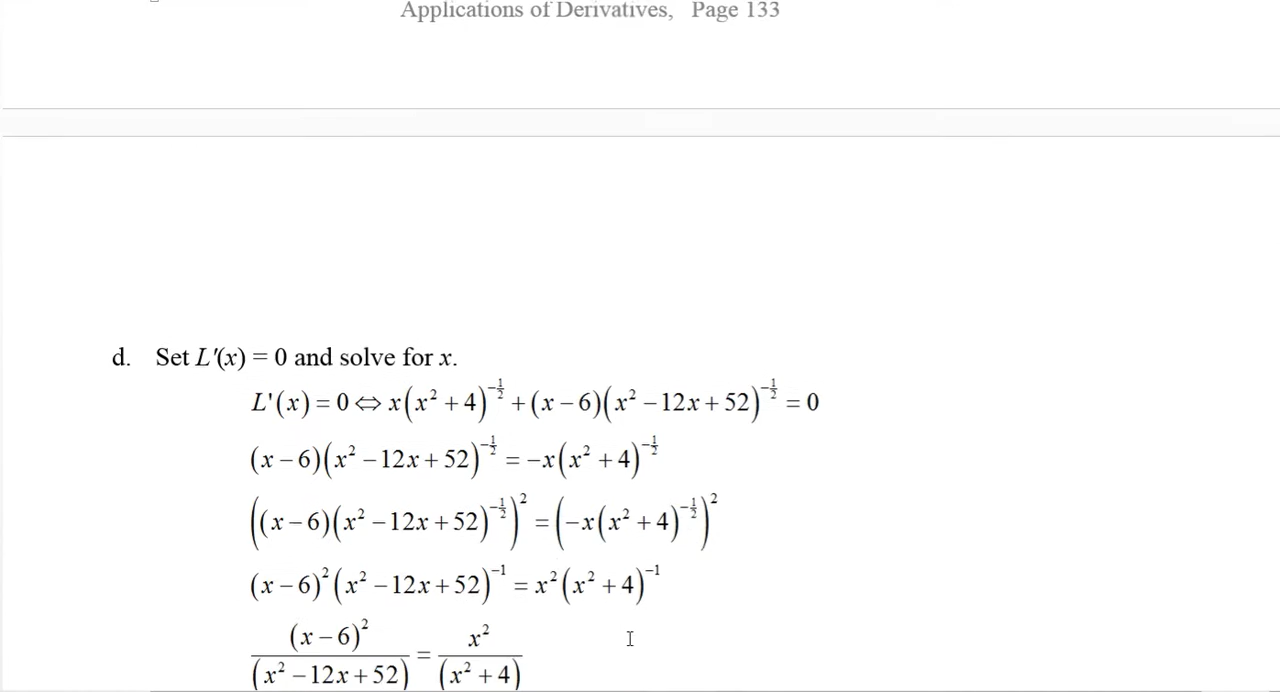 Applications of Derivatives, Page 133
d. Set L'(x) = 0 and solve for x.
L'(x) = 0 ⇔ x(x² + 4)^(-1/2) + (x − 6)(x² − 12x + 52)^(-1/2) = 0
(x − 6)(x² − 12x + 52)^(-1/2) = −x(x² + 4)^(-1/2)
((x − 6)(x² − 12x + 52)^(-1/2))² = (−x(x² + 4)^(-1/2))²
(x − 6)²(x² − 12x + 52)^(-1) = x²(x² + 4)^(-1)
(x − 6)²/(x² − 12x + 52) = x²/(x² + 4)